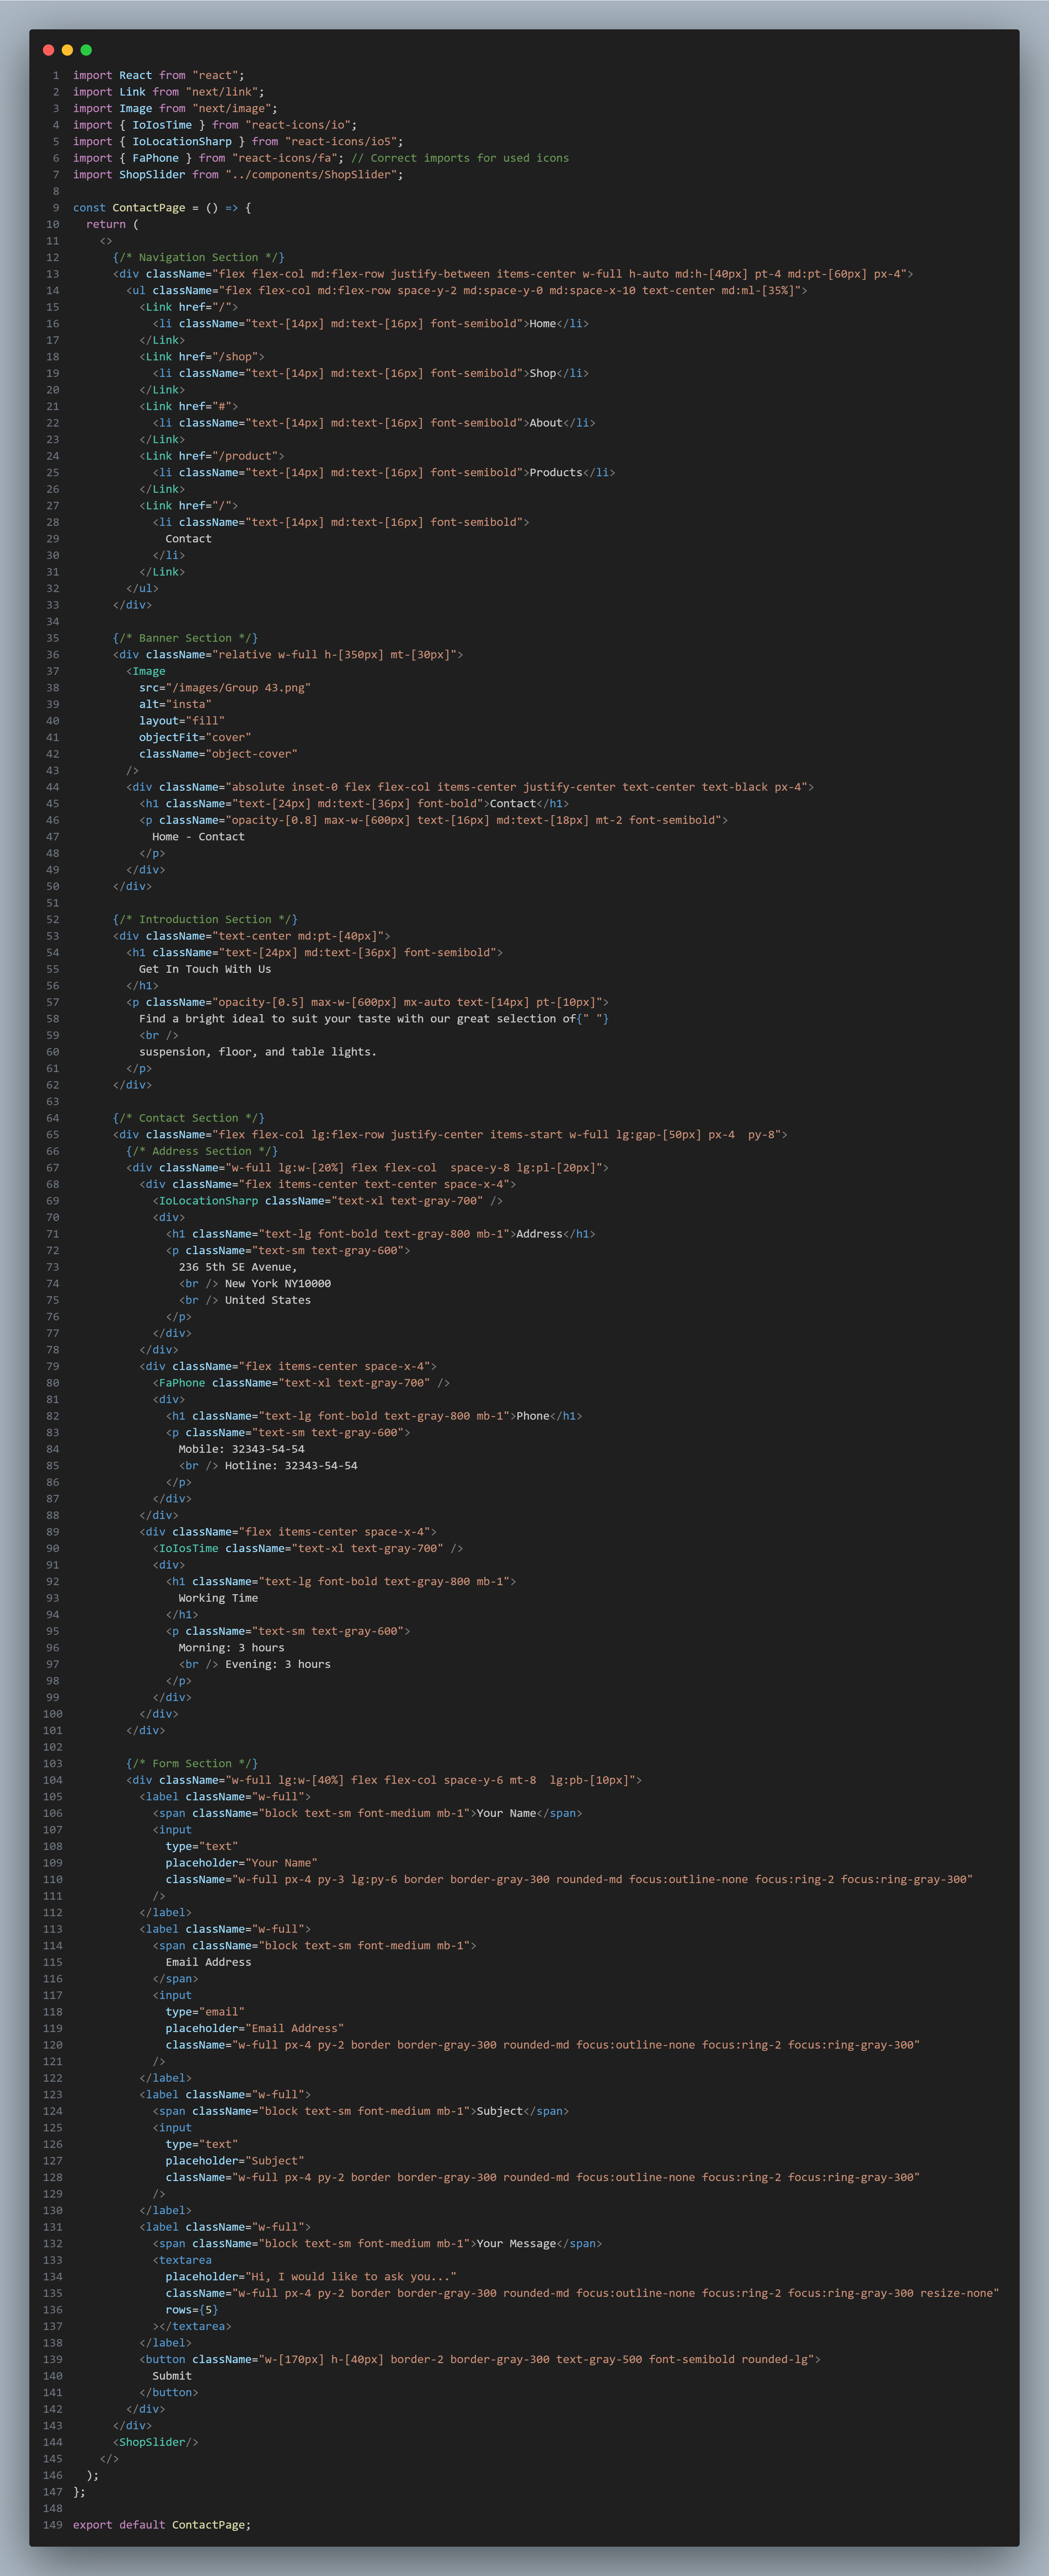 1 import React from "react";
2 import Link from "next/link";
3 import Image from "next/image";
4 import { IoIosTime } from "react-icons/io";
5 import { IoLocationSharp } from "react-icons/io5";
6 import { FaPhone } from "react-icons/fa"; // Correct imports for used icons
7 import ShopSlider from "../components/ShopSlider";
8
9 const ContactPage = () => {
10   return (
11     <>
12       {/* Navigation Section */}
13       <div className="flex flex-col md:flex-row justify-between items-center w-full h-auto md:h-[40px] pt-4 md:pt-[60px] px-4">
14         <ul className="flex flex-col md:flex-row space-y-2 md:space-y-0 md:space-x-10 text-center md:ml-[35%]">
15           <Link href="/">
16             <li className="text-[14px] md:text-[16px] font-semibold">Home</li>
17           </Link>
18           <Link href="/shop">
19             <li className="text-[14px] md:text-[16px] font-semibold">Shop</li>
20           </Link>
21           <Link href="#">
22             <li className="text-[14px] md:text-[16px] font-semibold">About</li>
23           </Link>
24           <Link href="/product">
25             <li className="text-[14px] md:text-[16px] font-semibold">Products</li>
26           </Link>
27           <Link href="/">
28             <li className="text-[14px] md:text-[16px] font-semibold">
29               Contact
30             </li>
31           </Link>
32         </ul>
33       </div>
34
35       {/* Banner Section */}
36       <div className="relative w-full h-[350px] mt-[30px]">
37         <Image
38           src="/images/Group 43.png"
39           alt="insta"
40           layout="fill"
41           objectFit="cover"
42           className="object-cover"
43         />
44         <div className="absolute inset-0 flex flex-col items-center justify-center text-center text-black px-4">
45           <h1 className="text-[24px] md:text-[36px] font-bold">Contact</h1>
46           <p className="opacity-[0.8] max-w-[600px] text-[16px] md:text-[18px] mt-2 font-semibold">
47             Home - Contact
48           </p>
49         </div>
50       </div>
51
52       {/* Introduction Section */}
53       <div className="text-center md:pt-[40px]">
54         <h1 className="text-[24px] md:text-[36px] font-semibold">
55           Get In Touch With Us
56         </h1>
57         <p className="opacity-[0.5] max-w-[600px] mx-auto text-[14px] pt-[10px]">
58           Find a bright ideal to suit your taste with our great selection of{" "}
59           <br />
60           suspension, floor, and table lights.
61         </p>
62       </div>
63
64       {/* Contact Section */}
65       <div className="flex flex-col lg:flex-row justify-center items-start w-full lg:gap-[50px] px-4  py-8">
66         {/* Address Section */}
67         <div className="w-full lg:w-[20%] flex flex-col  space-y-8 lg:pl-[20px]">
68           <div className="flex items-center text-center space-x-4">
69             <IoLocationSharp className="text-xl text-gray-700" />
70             <div>
71               <h1 className="text-lg font-bold text-gray-800 mb-1">Address</h1>
72               <p className="text-sm text-gray-600">
73                 236 5th SE Avenue,
74                 <br /> New York NY10000
75                 <br /> United States
76               </p>
77             </div>
78           </div>
79           <div className="flex items-center space-x-4">
80             <FaPhone className="text-xl text-gray-700" />
81             <div>
82               <h1 className="text-lg font-bold text-gray-800 mb-1">Phone</h1>
83               <p className="text-sm text-gray-600">
84                 Mobile: 32343-54-54
85                 <br /> Hotline: 32343-54-54
86               </p>
87             </div>
88           </div>
89           <div className="flex items-center space-x-4">
90             <IoIosTime className="text-xl text-gray-700" />
91             <div>
92               <h1 className="text-lg font-bold text-gray-800 mb-1">
93                 Working Time
94               </h1>
95               <p className="text-sm text-gray-600">
96                 Morning: 3 hours
97                 <br /> Evening: 3 hours
98               </p>
99             </div>
100           </div>
101         </div>
102
103         {/* Form Section */}
104         <div className="w-full lg:w-[40%] flex flex-col space-y-6 mt-8  lg:pb-[10px]">
105           <label className="w-full">
106             <span className="block text-sm font-medium mb-1">Your Name</span>
107             <input
108               type="text"
109               placeholder="Your Name"
110               className="w-full px-4 py-3 lg:py-6 border border-gray-300 rounded-md focus:outline-none focus:ring-2 focus:ring-gray-300"
111             />
112           </label>
113           <label className="w-full">
114             <span className="block text-sm font-medium mb-1">
115               Email Address
116             </span>
117             <input
118               type="email"
119               placeholder="Email Address"
120               className="w-full px-4 py-2 border border-gray-300 rounded-md focus:outline-none focus:ring-2 focus:ring-gray-300"
121             />
122           </label>
123           <label className="w-full">
124             <span className="block text-sm font-medium mb-1">Subject</span>
125             <input
126               type="text"
127               placeholder="Subject"
128               className="w-full px-4 py-2 border border-gray-300 rounded-md focus:outline-none focus:ring-2 focus:ring-gray-300"
129             />
130           </label>
131           <label className="w-full">
132             <span className="block text-sm font-medium mb-1">Your Message</span>
133             <textarea
134               placeholder="Hi, I would like to ask you..."
135               className="w-full px-4 py-2 border border-gray-300 rounded-md focus:outline-none focus:ring-2 focus:ring-gray-300 resize-none"
136               rows={5}
137             ></textarea>
138           </label>
139           <button className="w-[170px] h-[40px] border-2 border-gray-300 text-gray-500 font-semibold rounded-lg">
140             Submit
141           </button>
142         </div>
143       </div>
144       <ShopSlider/>
145     </>
146   );
147 };
148
149 export default ContactPage;